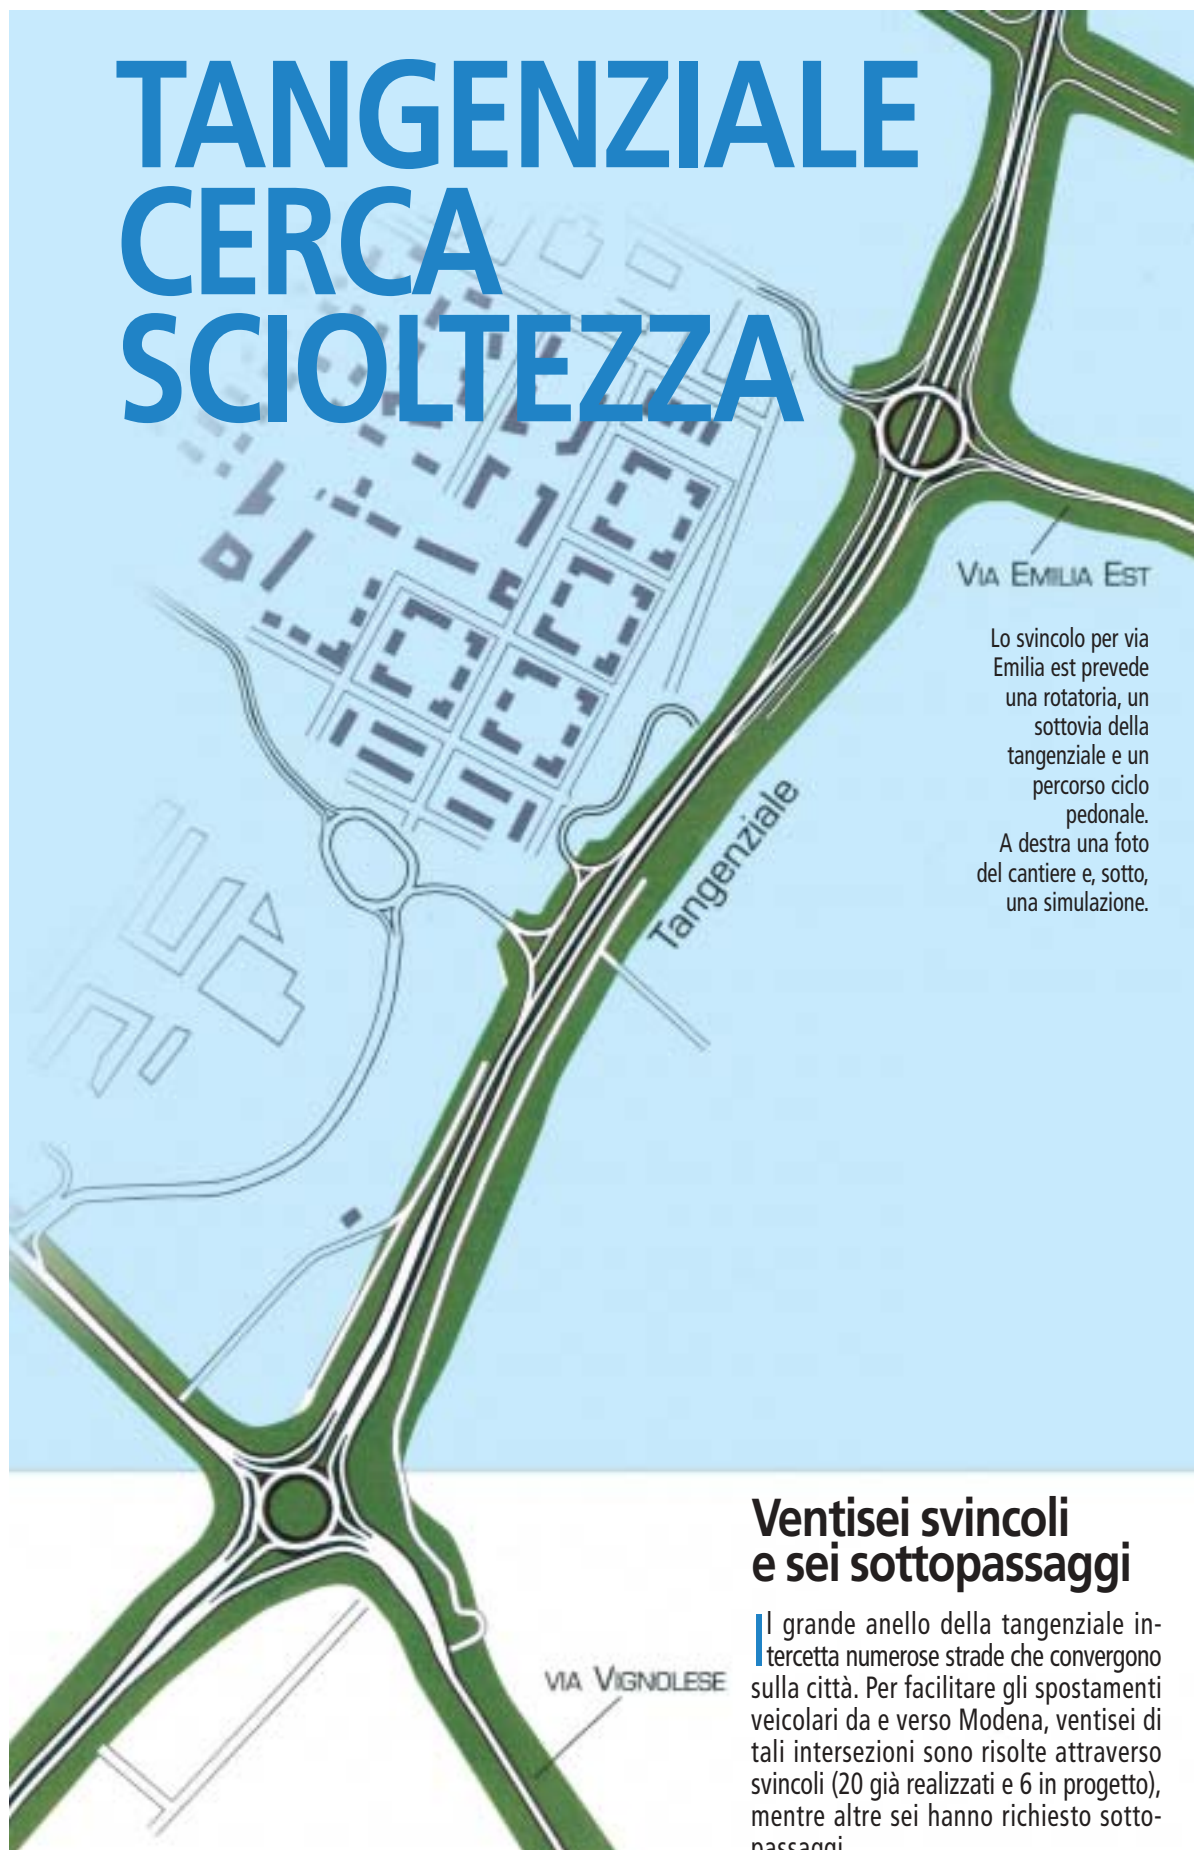 TANGENZIALE
CERCA
SCIOLTEZZA
VIA EMILIA EST
Lo svincolo per via
Emilia est prevede
una rotatoria, un
sottovia della
tangenziale e un
percorso ciclo
pedonale.
A destra una foto
del cantiere e, sotto,
una simulazione.
Tangenziale
VIA VIGNOLESE
Ventisei svincoli
e sei sottopassaggi
Il grande anello della tangenziale in-
tercetta numerose strade che convergono
sulla città. Per facilitare gli spostamenti
veicolari da e verso Modena, ventisei di
tali intersezioni sono risolte attraverso
svincoli (20 già realizzati e 6 in progetto),
mentre altre sei hanno richiesto sotto-
passaggi